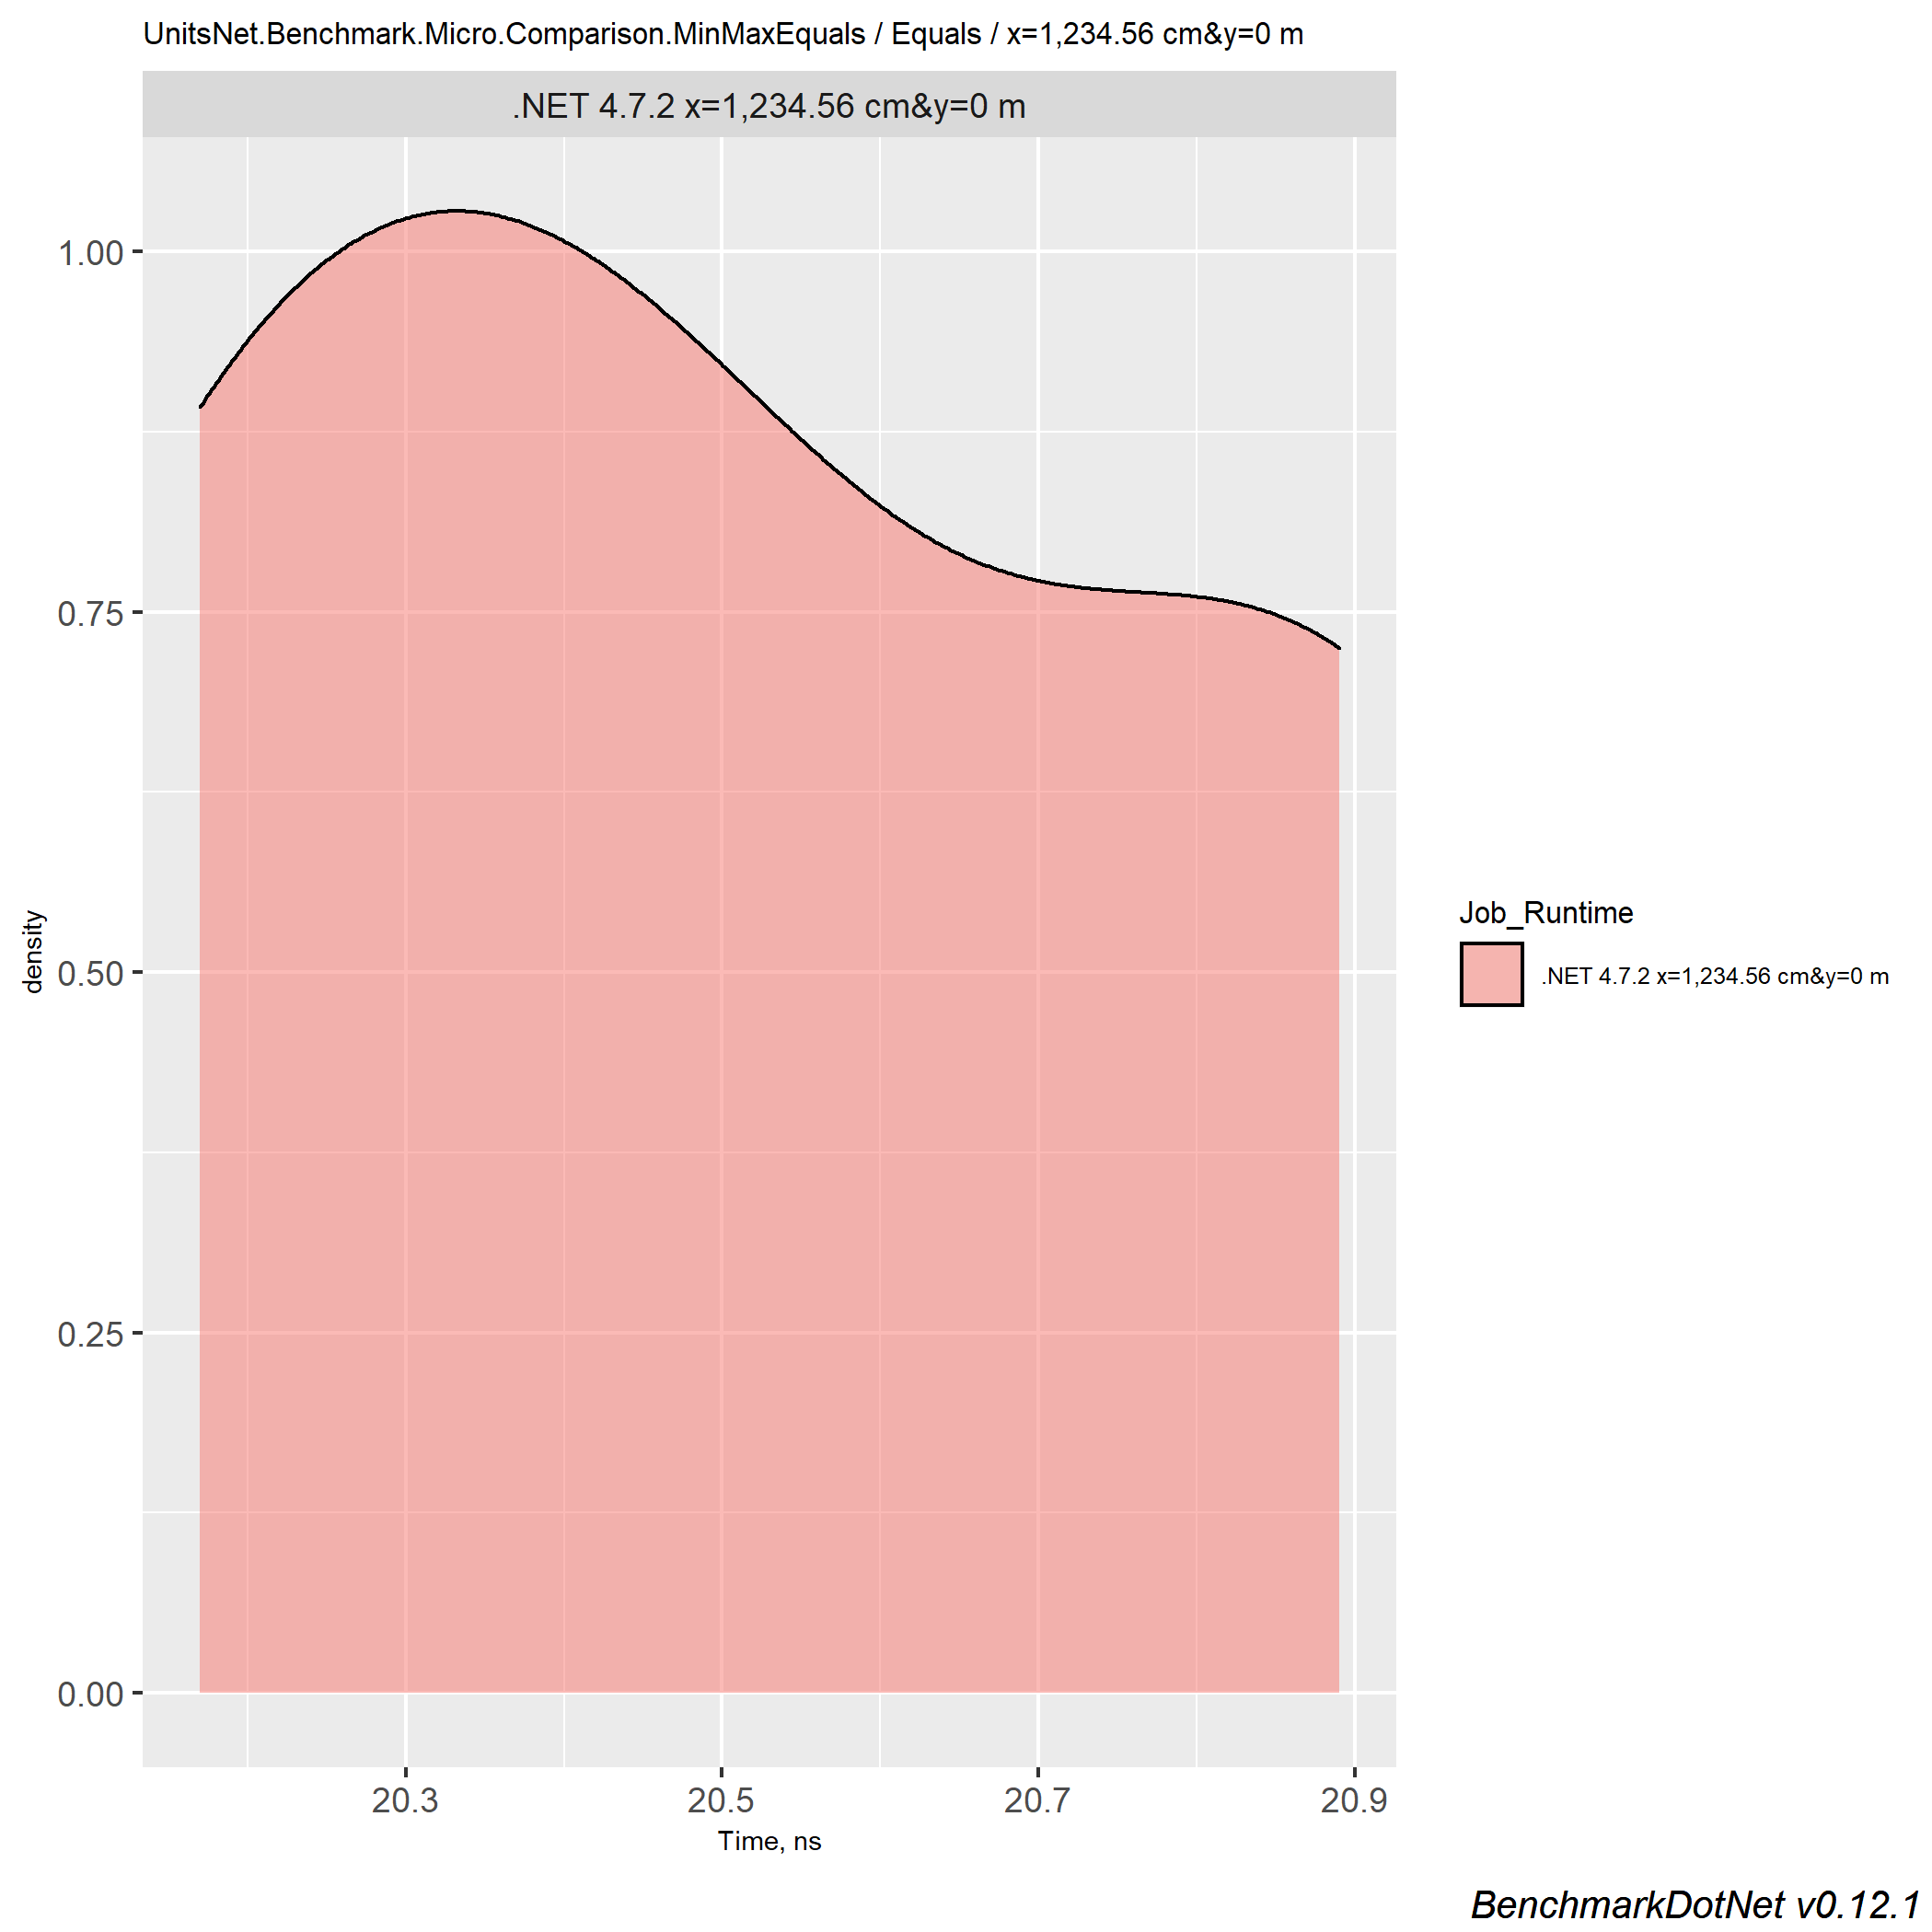 UnitsNet.Benchmark.Micro.Comparison.MinMaxEquals / Equals / x=1,234.56 cm&y=0 m
.NET 4.7.2 x=1,234.56 cm&y=0 m
1.00
0.75
0.50
0.25
0.00
density
20.3 20.5 20.7 20.9
Time, ns
Job_Runtime
.NET 4.7.2 x=1,234.56 cm&y=0 m
BenchmarkDotNet v0.12.1